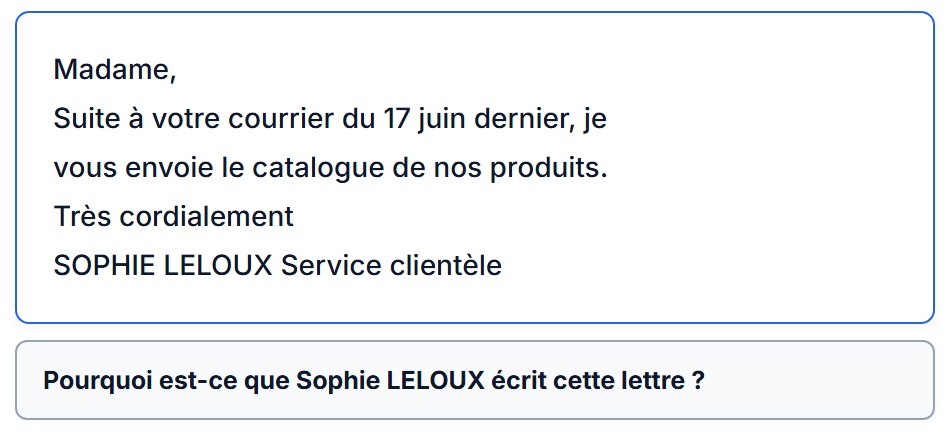 Madame,
Suite à votre courrier du 17 juin dernier, je
vous envoie le catalogue de nos produits.
Très cordialement
SOPHIE LELOUX Service clientèle
Pourquoi est-ce que Sophie LELOUX écrit cette lettre ?